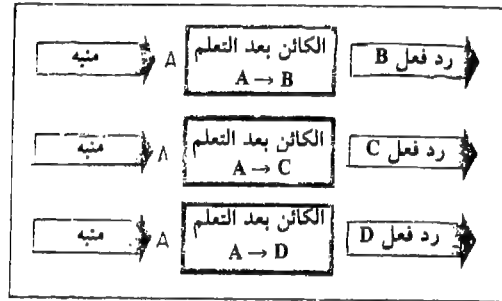 منبه A الكائن بعد التعلم رد فعل B
A → B
منبه A الكائن بعد التعلم رد فعل C
A → C
منبه A الكائن بعد التعلم رد فعل D
A → D